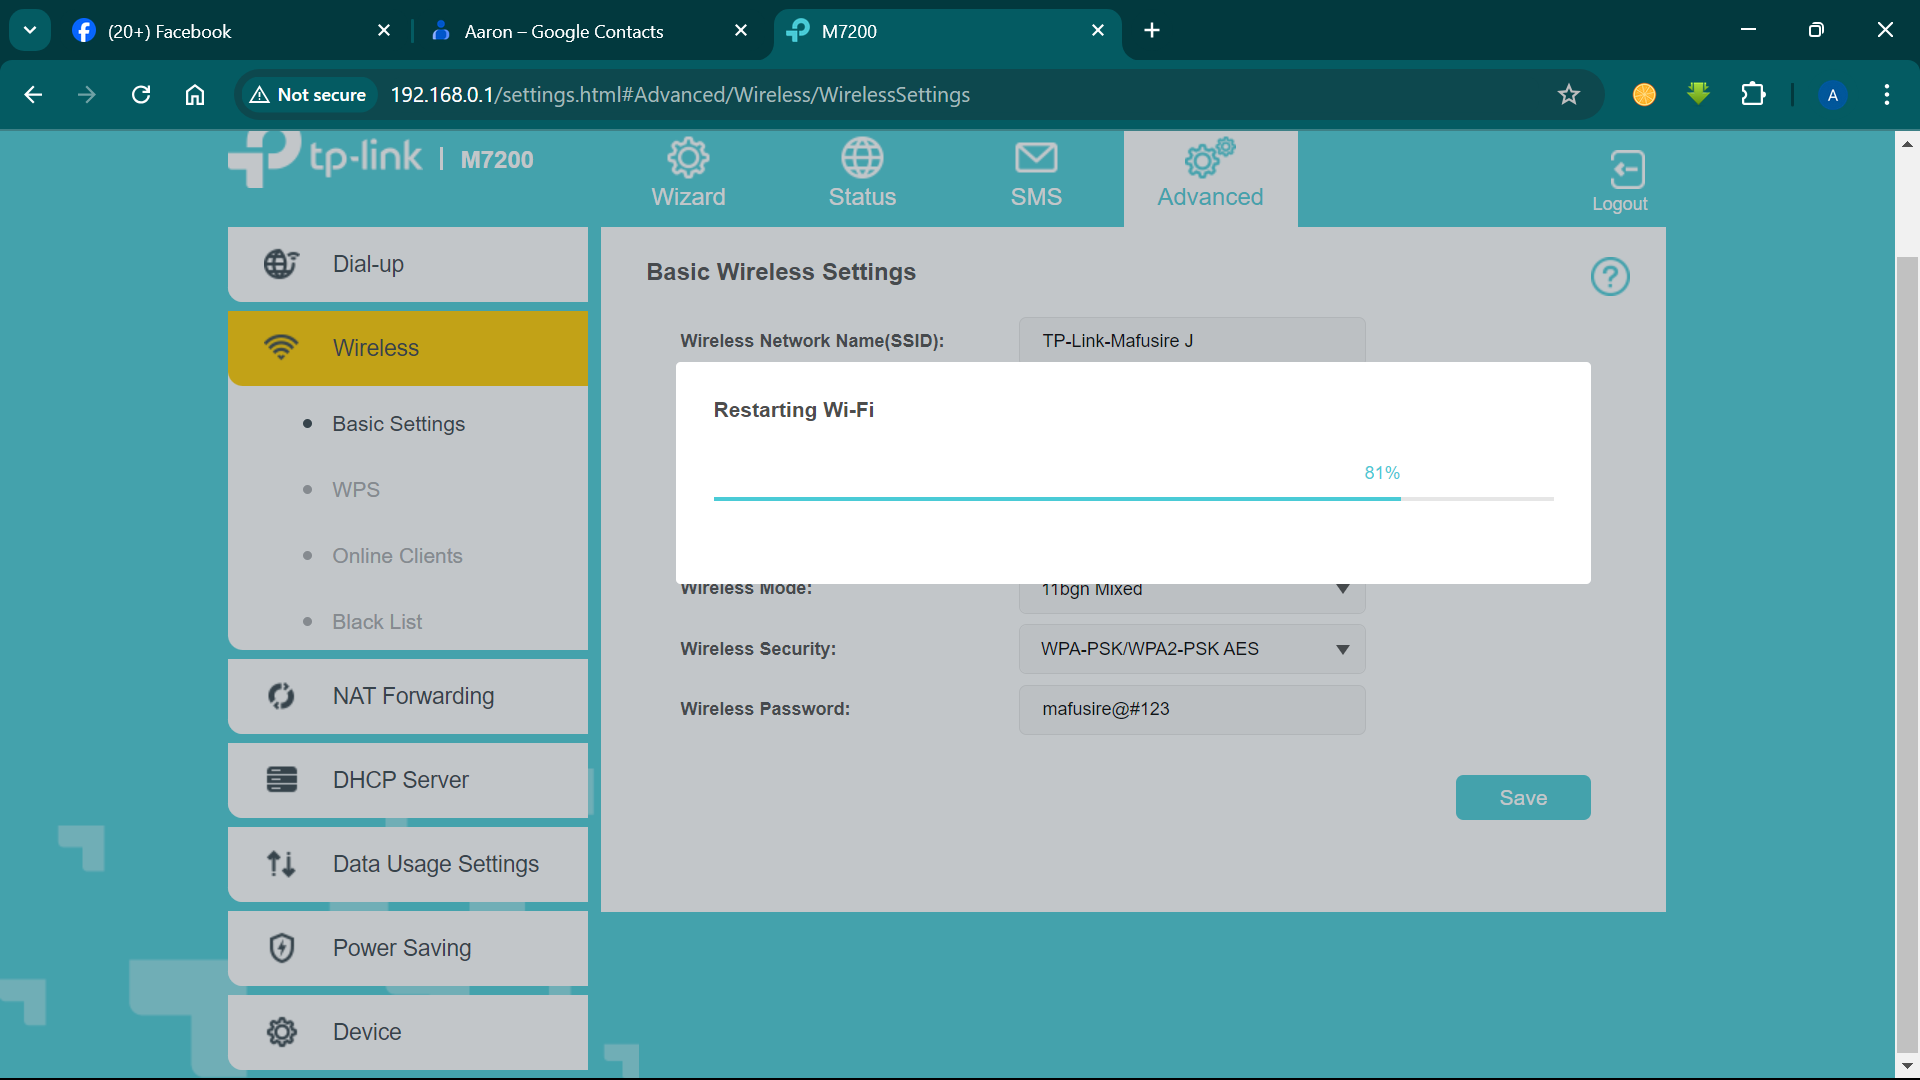 (20+) Facebook
Aaron – Google Contacts
M7200
Not secure
192.168.0.1/settings.html#Advanced/Wireless/WirelessSettings
A
tp-link | M7200
Wizard
Status
SMS
Advanced
Logout
Dial-up
Wireless
Basic Settings
WPS
Online Clients
Black List
NAT Forwarding
DHCP Server
Data Usage Settings
Power Saving
Device
Basic Wireless Settings
?
Wireless Network Name(SSID):
TP-Link-Mafusire J
Restarting Wi-Fi
81%
Wireless Mode:
11bgn Mixed
Wireless Security:
WPA-PSK/WPA2-PSK AES
Wireless Password:
mafusire@#123
Save